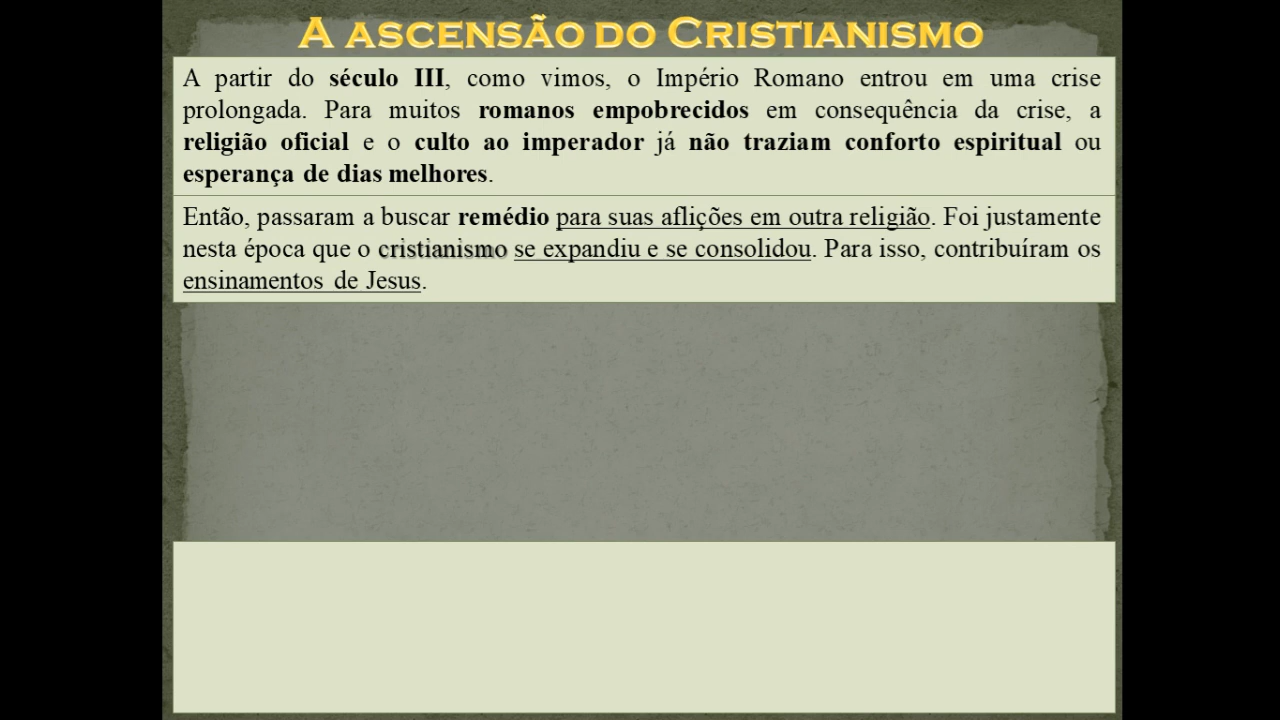 A ascensão do Cristianismo
A partir do século III, como vimos, o Império Romano entrou em uma crise
prolongada. Para muitos romanos empobrecidos em consequência da crise, a
religião oficial e o culto ao imperador já não traziam conforto espiritual ou
esperança de dias melhores.
Então, passaram a buscar remédio para suas aflições em outra religião. Foi justamente
nesta época que o cristianismo se expandiu e se consolidou. Para isso, contribuíram os
ensinamentos de Jesus.